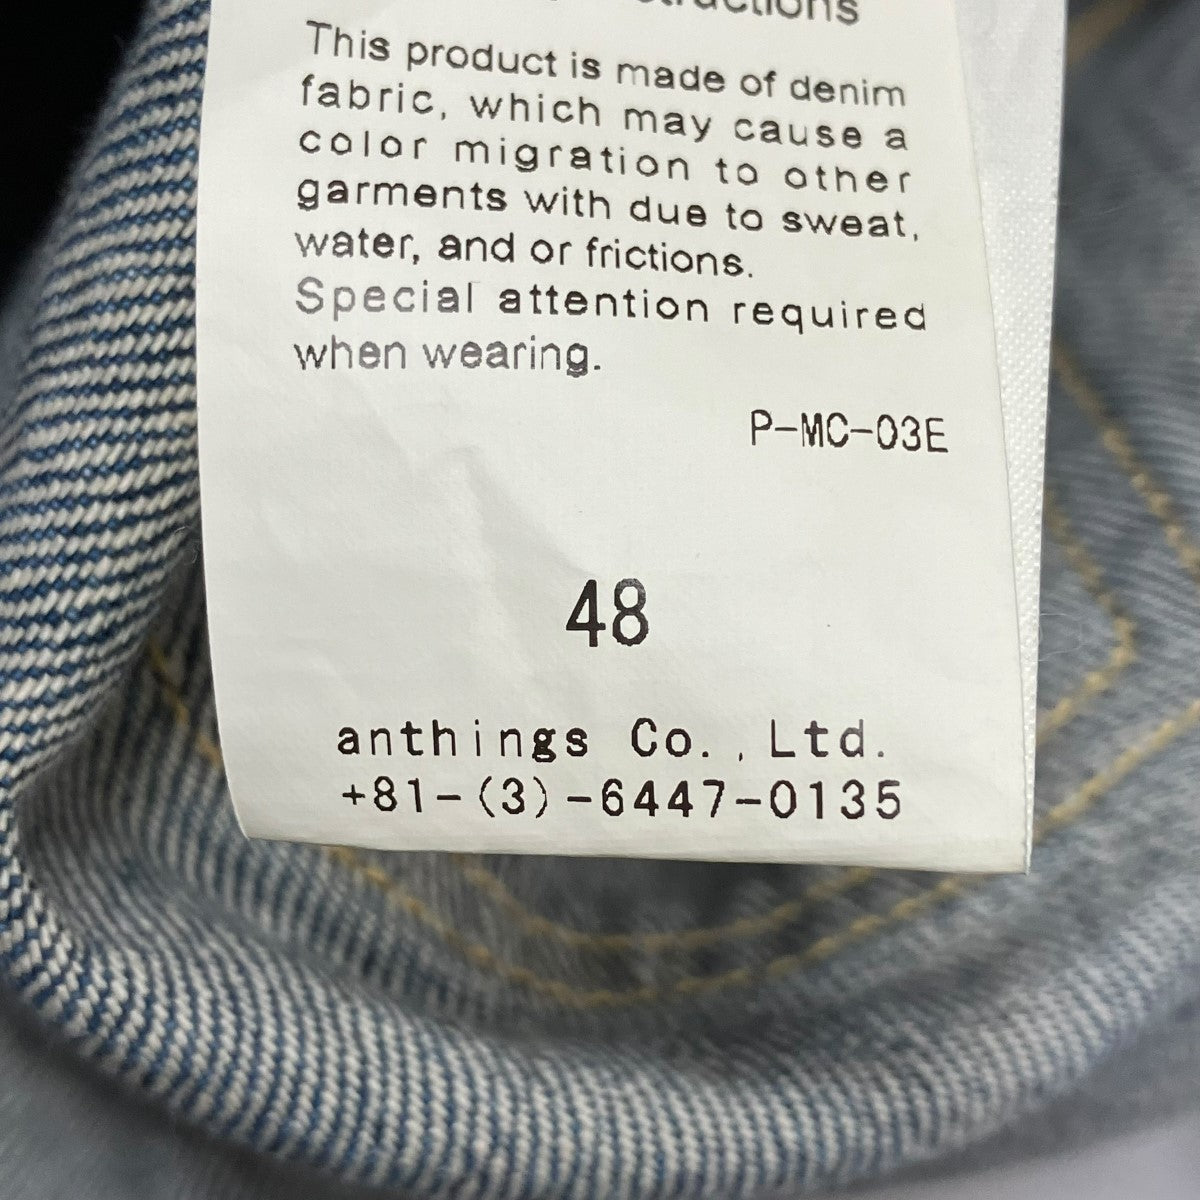 This product is made of denim
fabric, which may cause a
color migration to other
garments with due to sweat,
water, and or frictions.
Special attention required
when wearing.
P-MC-03E
48
anthings Co., Ltd.
+81-(3)-6447-0135